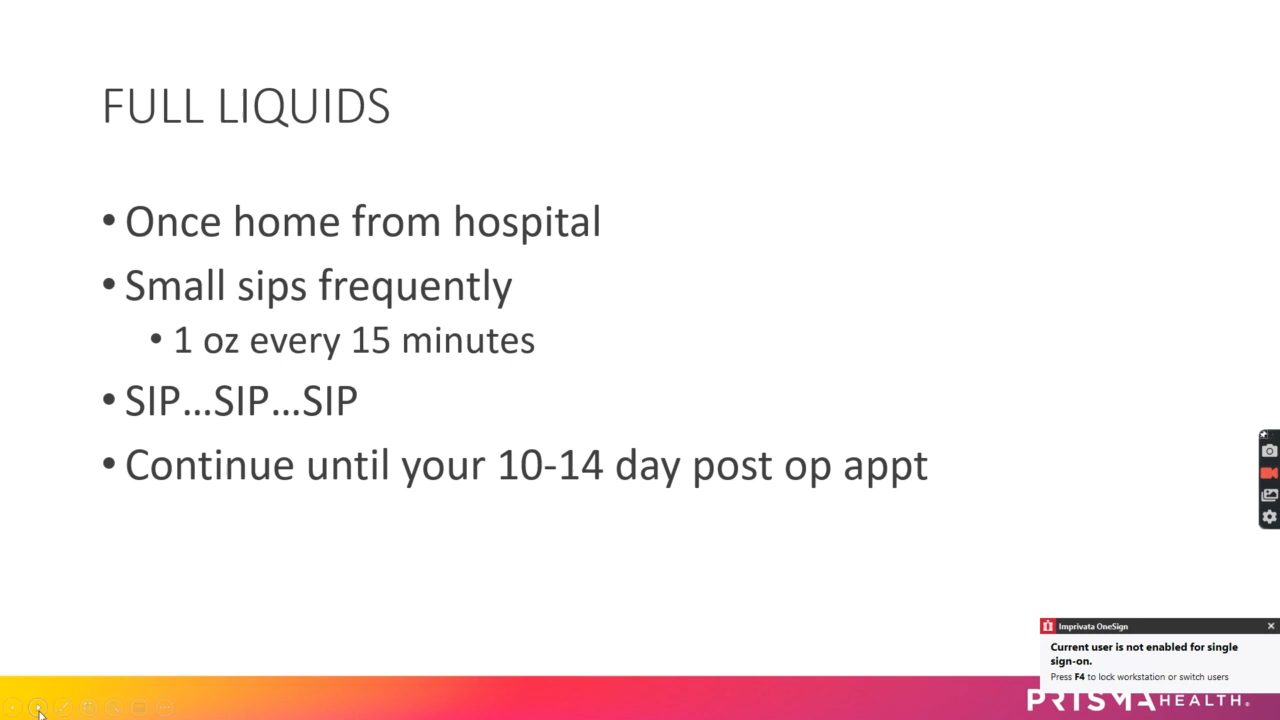 FULL LIQUIDS
• Once home from hospital
• Small sips frequently
• 1 oz every 15 minutes
• SIP...SIP...SIP
• Continue until your 10-14 day post op appt
Imprivata OneSign
Current user is not enabled for single
sign-on.
Press F4 to lock workstation or switch users
PRISMA HEALTH.